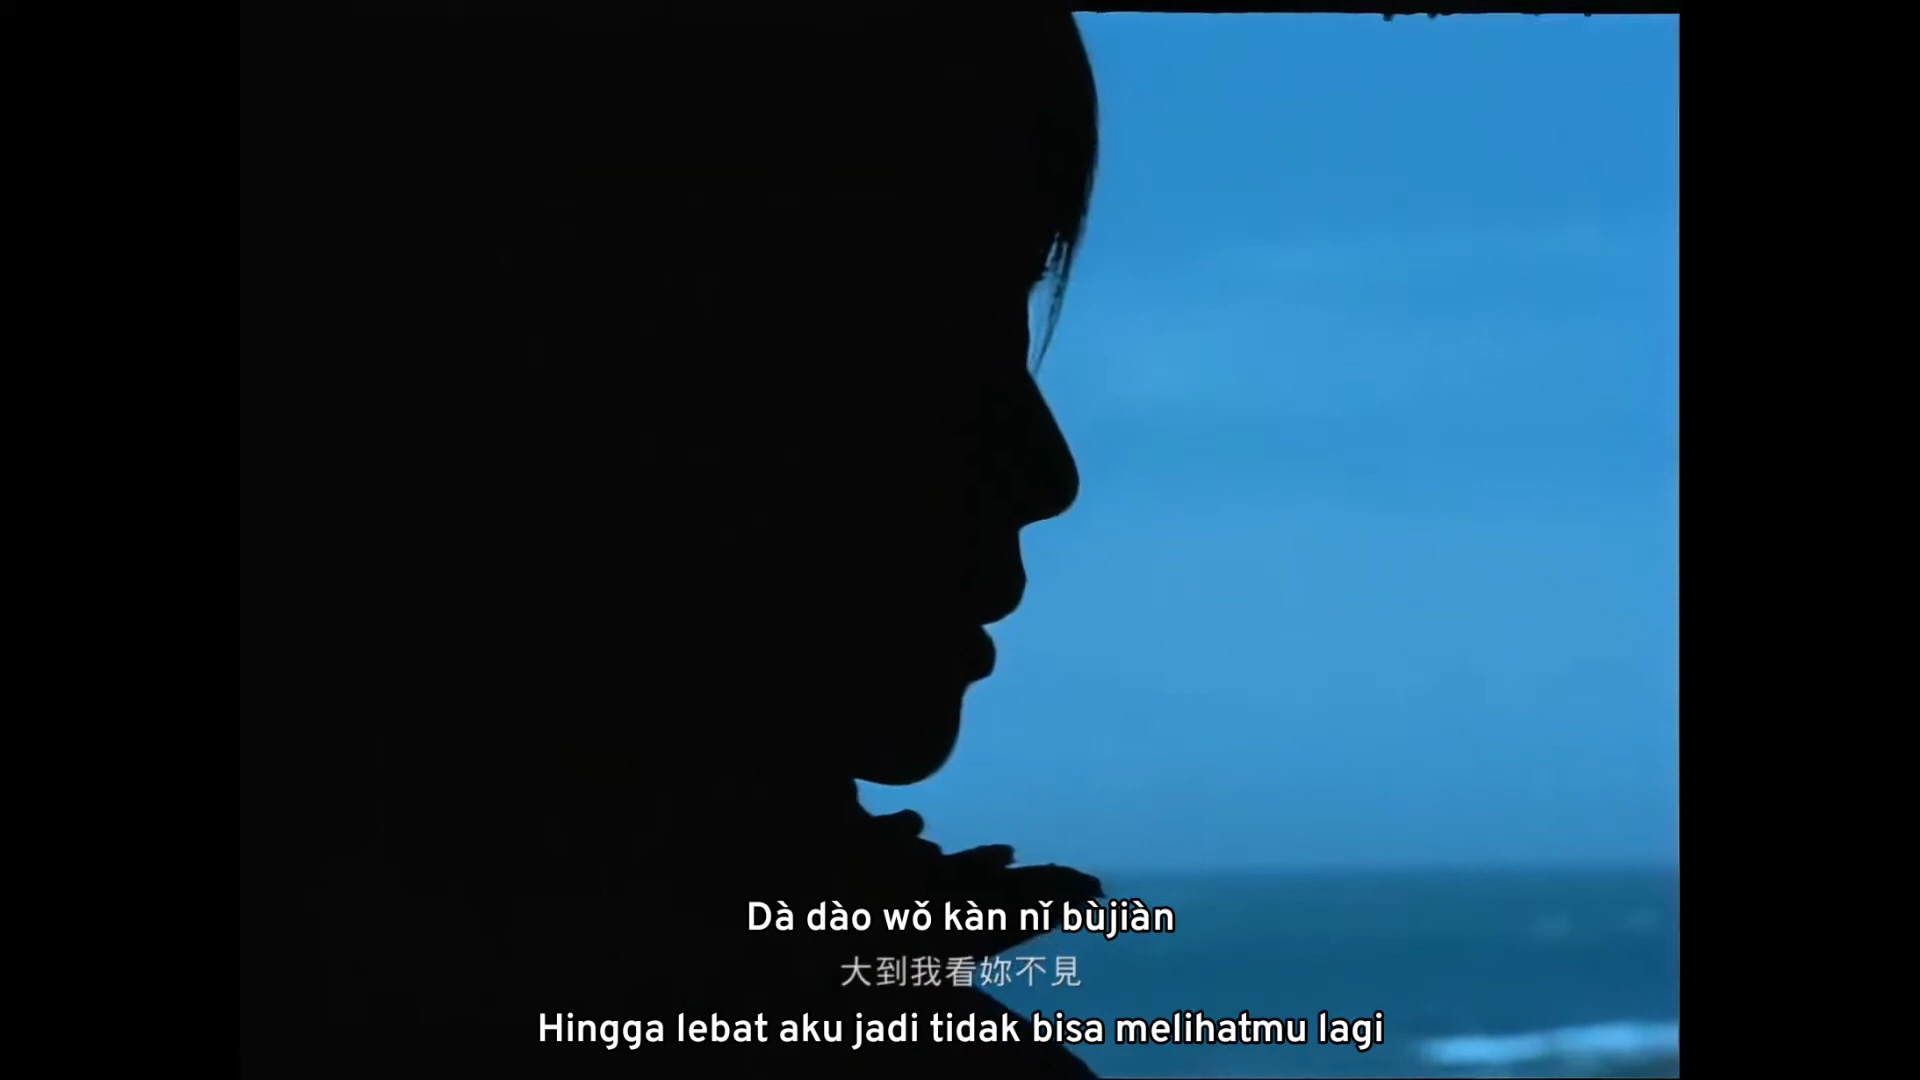 Dà dào wǒ kàn nǐ bùjiàn
大到我看妳不見
Hingga lebat aku jadi tidak bisa melihatmu lagi